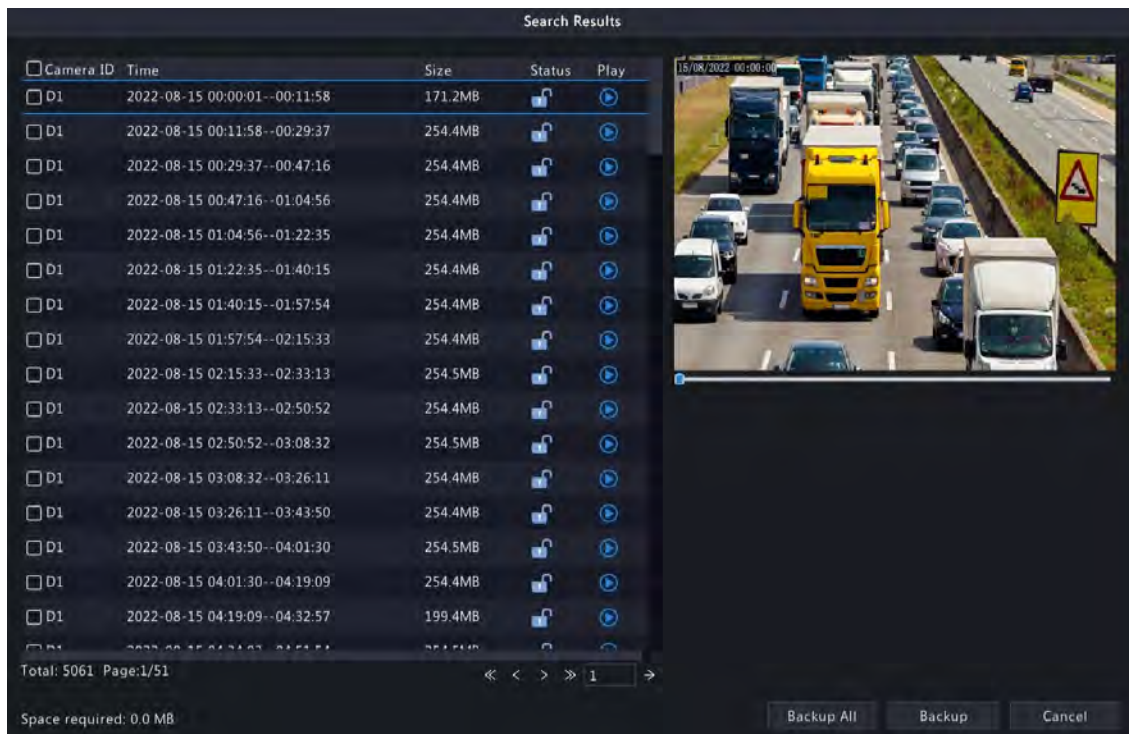 Search Results
Camera ID Time Size Status Play
D1 2022-08-15 00:00:01--00:11:58 171.2MB
D1 2022-08-15 00:11:58--00:29:37 254.4MB
D1 2022-08-15 00:29:37--00:47:16 254.4MB
D1 2022-08-15 00:47:16--01:04:56 254.4MB
D1 2022-08-15 01:04:56--01:22:35 254.4MB
D1 2022-08-15 01:22:35--01:40:15 254.4MB
D1 2022-08-15 01:40:15--01:57:54 254.4MB
D1 2022-08-15 01:57:54--02:15:33 254.4MB
D1 2022-08-15 02:15:33--02:33:13 254.5MB
D1 2022-08-15 02:33:13--02:50:52 254.4MB
D1 2022-08-15 02:50:52--03:08:32 254.5MB
D1 2022-08-15 03:08:32--03:26:11 254.4MB
D1 2022-08-15 03:26:11--03:43:50 254.4MB
D1 2022-08-15 03:43:50--04:01:30 254.5MB
D1 2022-08-15 04:01:30--04:19:09 254.4MB
D1 2022-08-15 04:19:09--04:32:57 199.4MB
Total: 5061 Page:1/51
« < > » 1 →
Space required: 0.0 MB
15/08/2022 00:00:00
Backup All Backup Cancel